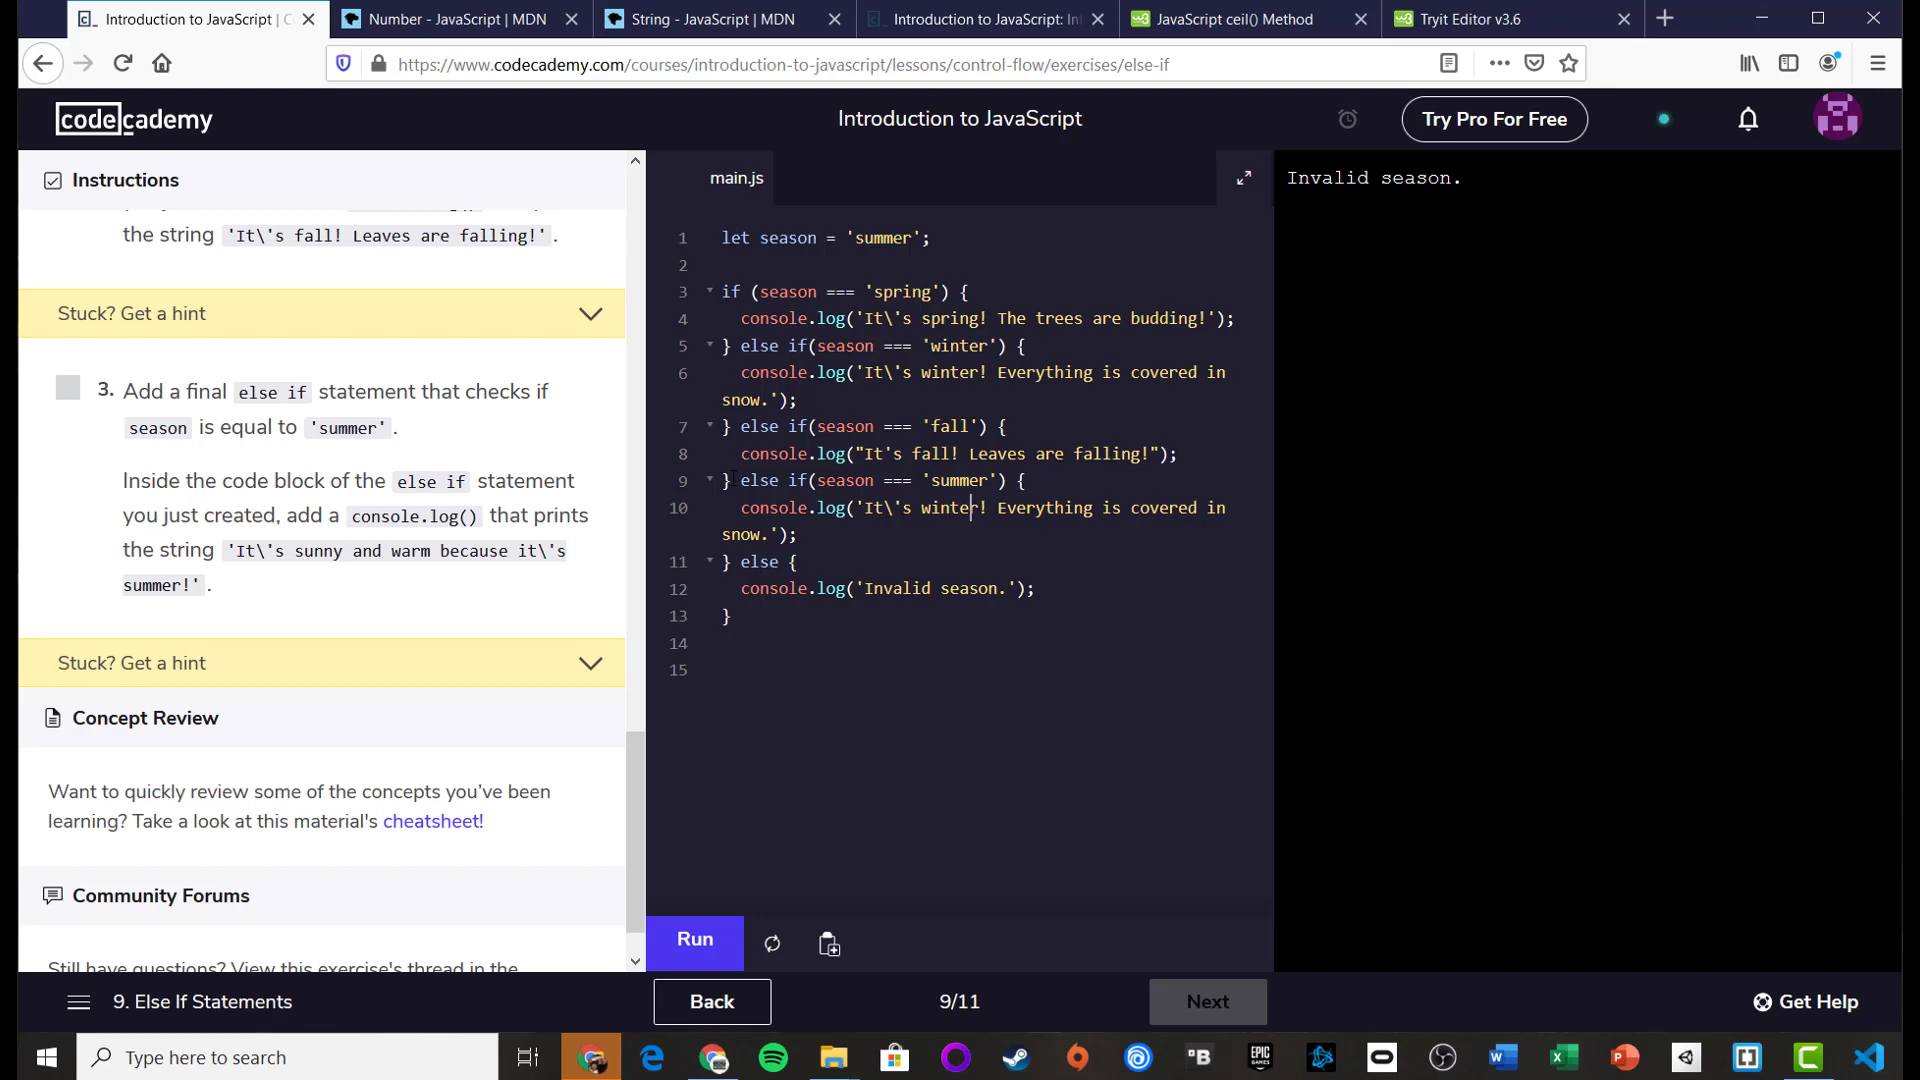 Introduction to JavaScript | C
Number - JavaScript | MDN
String - JavaScript | MDN
Introduction to JavaScript: In
JavaScript ceil() Method
Tryit Editor v3.6
https://www.codecademy.com/courses/introduction-to-javascript/lessons/control-flow/exercises/else-if
codecademy
Introduction to JavaScript
Try Pro For Free
Instructions
the string 'It\'s fall! Leaves are falling!'.
Stuck? Get a hint
3. Add a final else if statement that checks if
season is equal to 'summer'.
Inside the code block of the else if statement
you just created, add a console.log() that prints
the string 'It\'s sunny and warm because it\'s
summer!'.
Stuck? Get a hint
Concept Review
Want to quickly review some of the concepts you’ve been
learning? Take a look at this material's cheatsheet!
Community Forums
Still have questions? View this exercise's thread in the
9. Else If Statements
main.js
1 let season = 'summer';
2
3 if (season === 'spring') {
4 console.log('It\'s spring! The trees are budding!');
5 } else if(season === 'winter') {
6 console.log('It\'s winter! Everything is covered in
snow.');
7 } else if(season === 'fall') {
8 console.log("It's fall! Leaves are falling!");
9 } else if(season === 'summer') {
10 console.log('It\'s winter! Everything is covered in
snow.');
11 } else {
12 console.log('Invalid season.');
13 }
14
15
Run
Back
9/11
Next
Invalid season.
Get Help
Type here to search